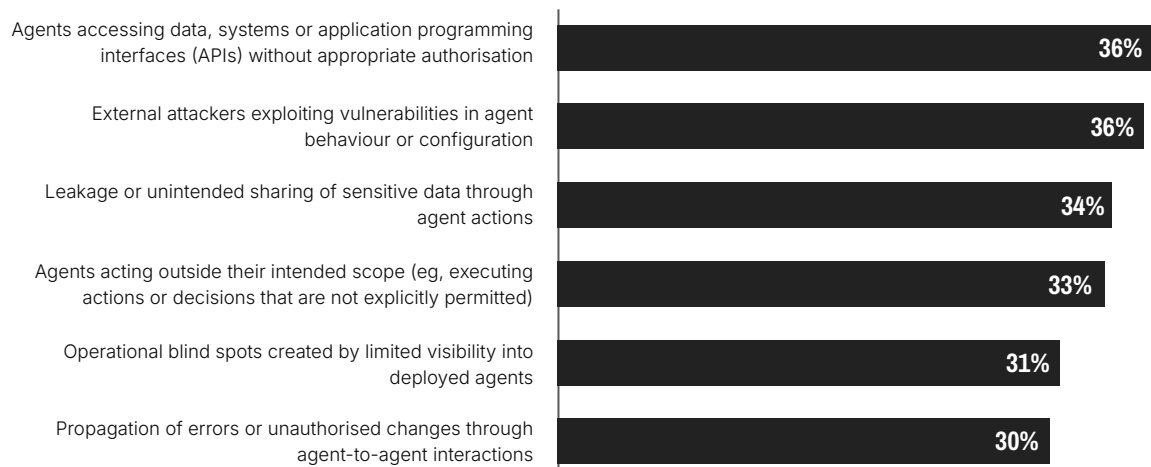 Agents accessing data, systems or application programming
interfaces (APIs) without appropriate authorisation
36%
External attackers exploiting vulnerabilities in agent
behaviour or configuration
36%
Leakage or unintended sharing of sensitive data through
agent actions
34%
Agents acting outside their intended scope (eg, executing
actions or decisions that are not explicitly permitted)
33%
Operational blind spots created by limited visibility into
deployed agents
31%
Propagation of errors or unauthorised changes through
agent-to-agent interactions
30%